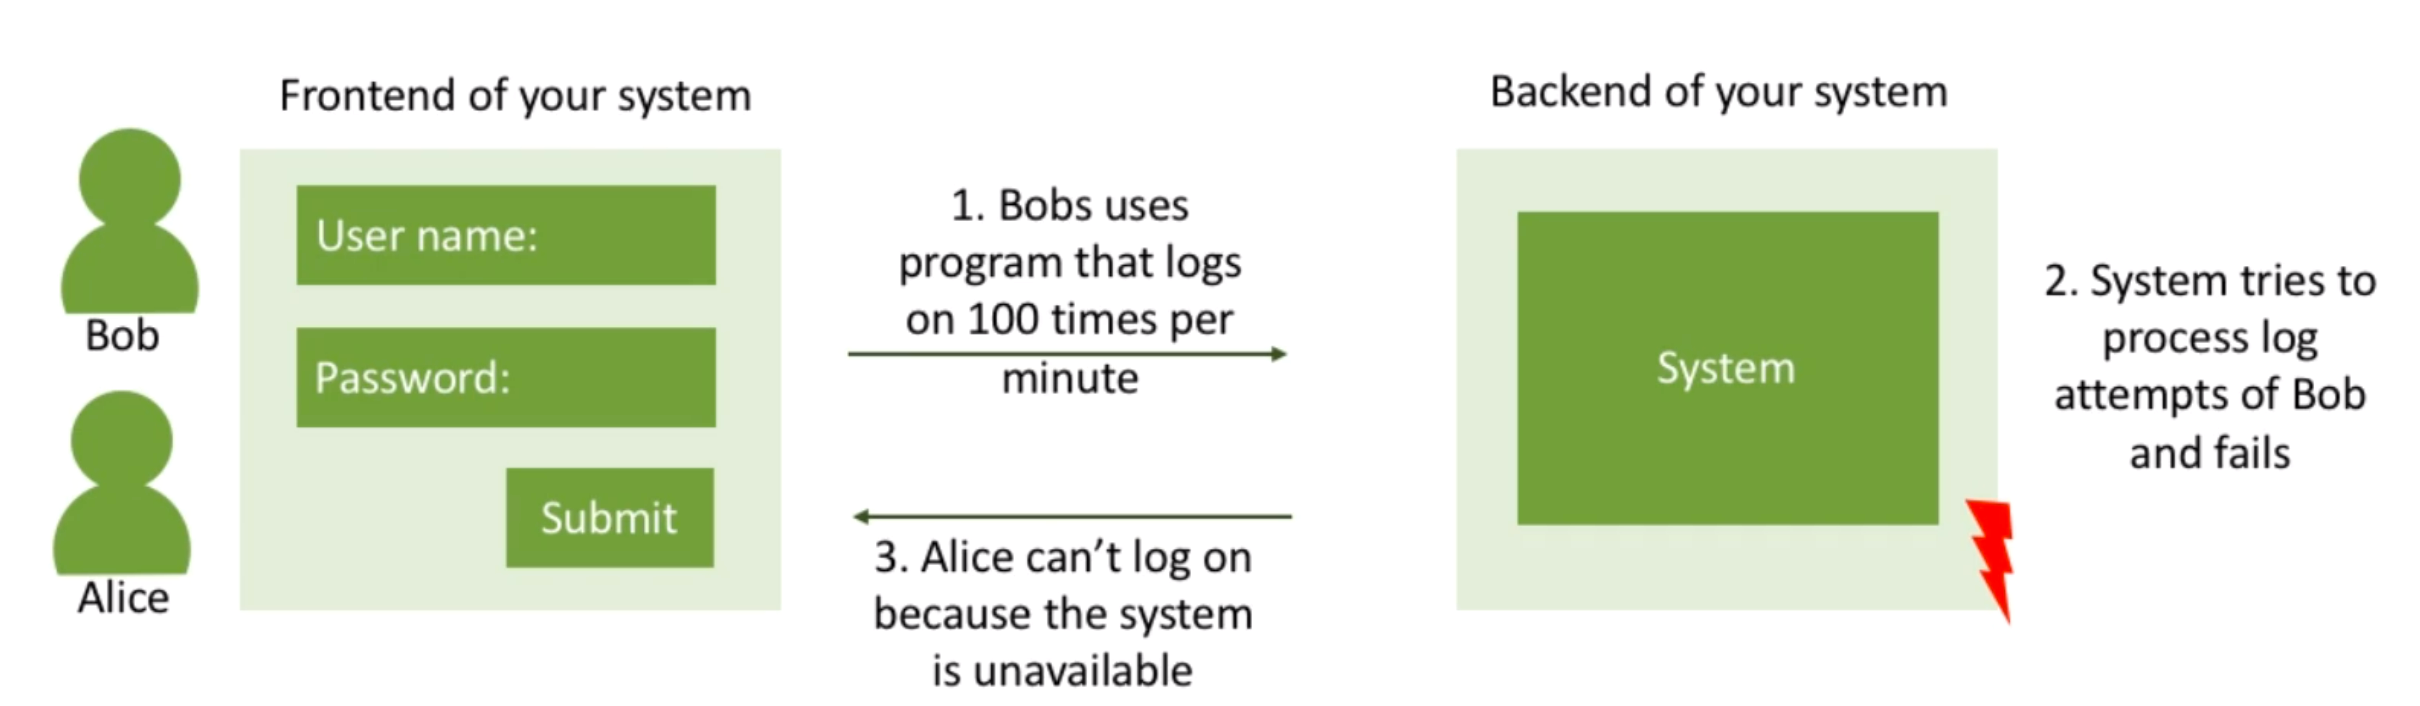 Frontend of your system
Backend of your system
Bob
Alice
User name:
Password:
Submit
1. Bobs uses
program that logs
on 100 times per
minute
3. Alice can’t log on
because the system
is unavailable
System
2. System tries to
process log
attempts of Bob
and fails